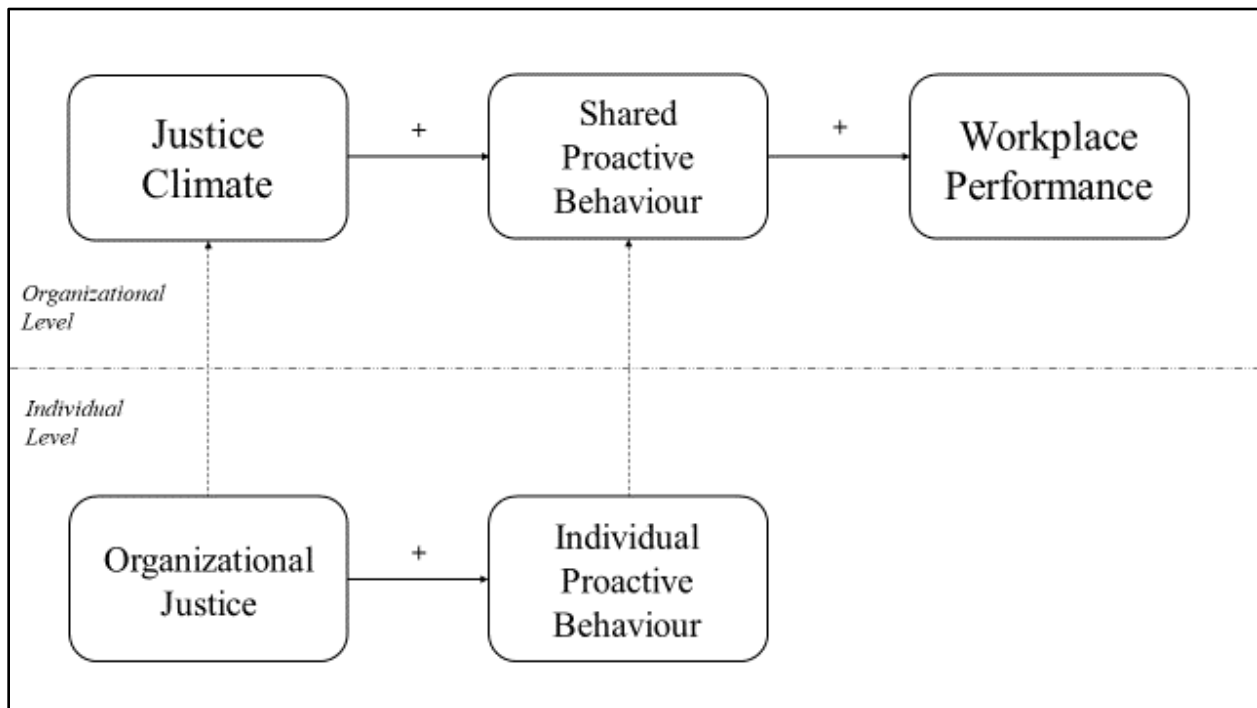 Justice
Climate
+
Shared
Proactive
Behaviour
+
Workplace
Performance
Organizational
Level
Individual
Level
Organizational
Justice
+
Individual
Proactive
Behaviour